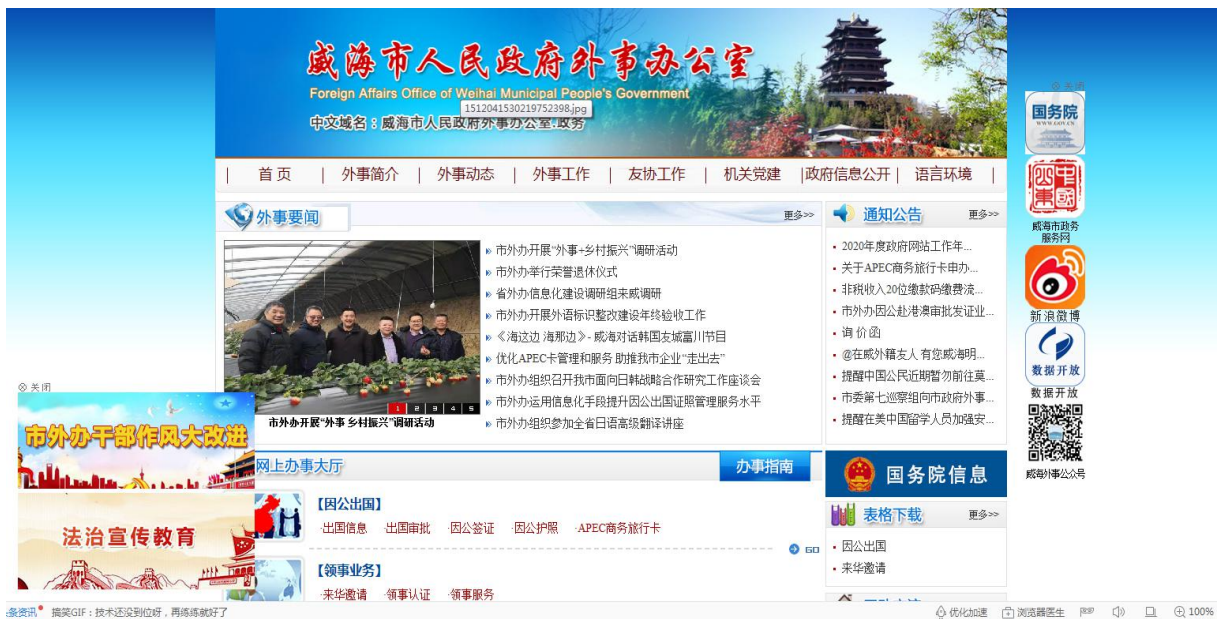 威海市人民政府外事办公室
Foreign Affairs Office of Weihai Municipal People's Government
1512041530219752398.jpg
中文域名：威海市人民政府外事办公室.政务
关闭
国务院
WWW.GOV.CN
首 页 | 外事简介 | 外事动态 | 外事工作 | 友协工作 | 机关党建 | 政府信息公开 | 语言环境
外事要闻 更多>>
市外办开展“外事+乡村振兴”调研活动
市外办举行荣誉退休仪式
省外办信息化建设调研组来威调研
市外办开展外语标识整改建设年终验收工作
《海这边 海那边》- 威海对话韩国友城富川节目
优化APEC卡管理和服务 助推我市企业“走出去”
市外办组织召开我市面向日韩战略合作研究工作座谈会
市外办运用信息化手段提升因公出国证照管理服务水平
市外办组织参加全省日语高级翻译讲座
1 2 3 4 5
市外办开展“外事 乡村振兴”调研活动
通知公告 更多>>
2020年度政府网站工作年...
关于APEC商务旅行卡申办...
非税收入20位缴款码缴费流...
市外办因公赴港澳审批发证业...
询 价 函
@在威外籍友人 有您威海明...
提醒中国公民近期暂勿前往莫...
市委第七巡察组向市政府外事...
提醒在美中国留学人员加强安...
中国
山东
威海市政务
服务网
新浪微博
数据开放
数据开放
威海外事公众号
关闭
市外办干部作风大改进
法治宣传教育
网上办事大厅 办事指南
【因公出国】
·出国信息 ·出国审批 ·因公签证 ·因公护照 ·APEC商务旅行卡
GO
【领事业务】
·来华邀请 ·领事认证 ·领事服务
国务院信息
表格下载 更多>>
因公出国
来华邀请
条资讯 搞笑GIF：技术还没到位呀，再练练就好了
优化加速 浏览器医生 100%